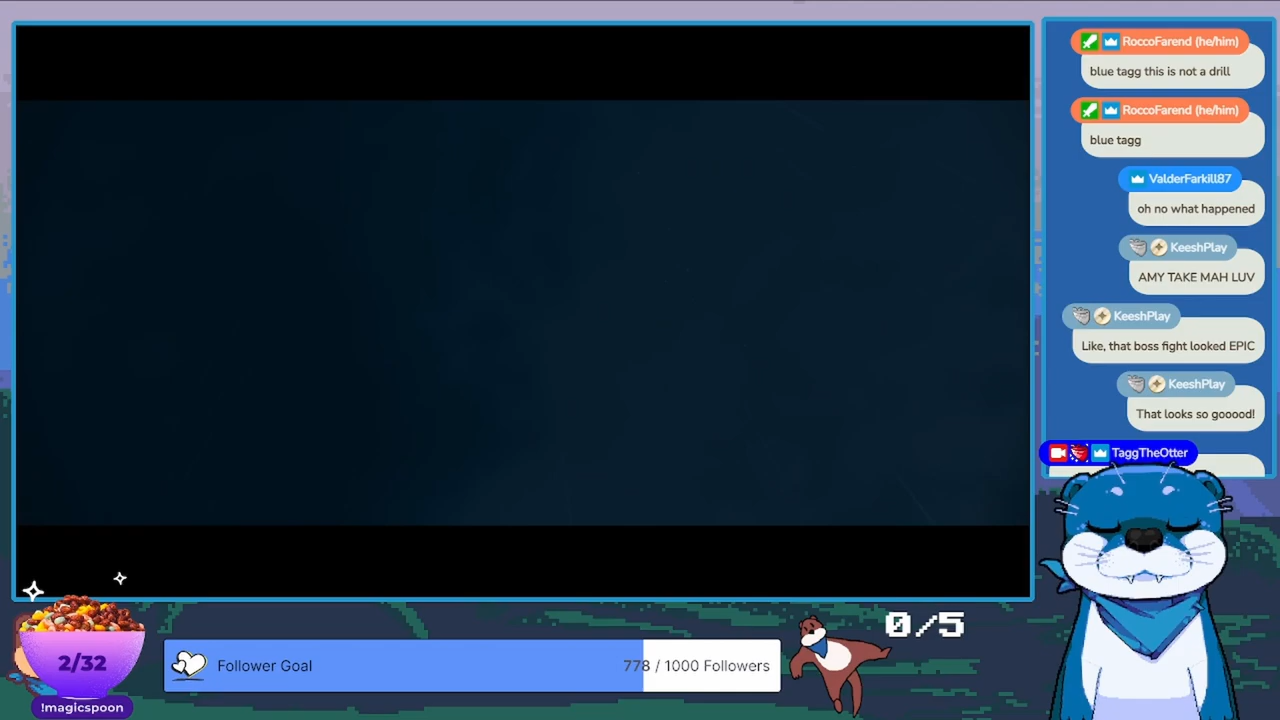 RoccoFarend (he/him)
blue tagg this is not a drill
RoccoFarend (he/him)
blue tagg
ValderFarkill87
oh no what happened
KeeshPlay
AMY TAKE MAH LUV
KeeshPlay
Like, that boss fight looked EPIC
KeeshPlay
That looks so gooood!
TaggTheOtter
0/5
2/32
Follower Goal
778 / 1000 Followers
!magicspoon